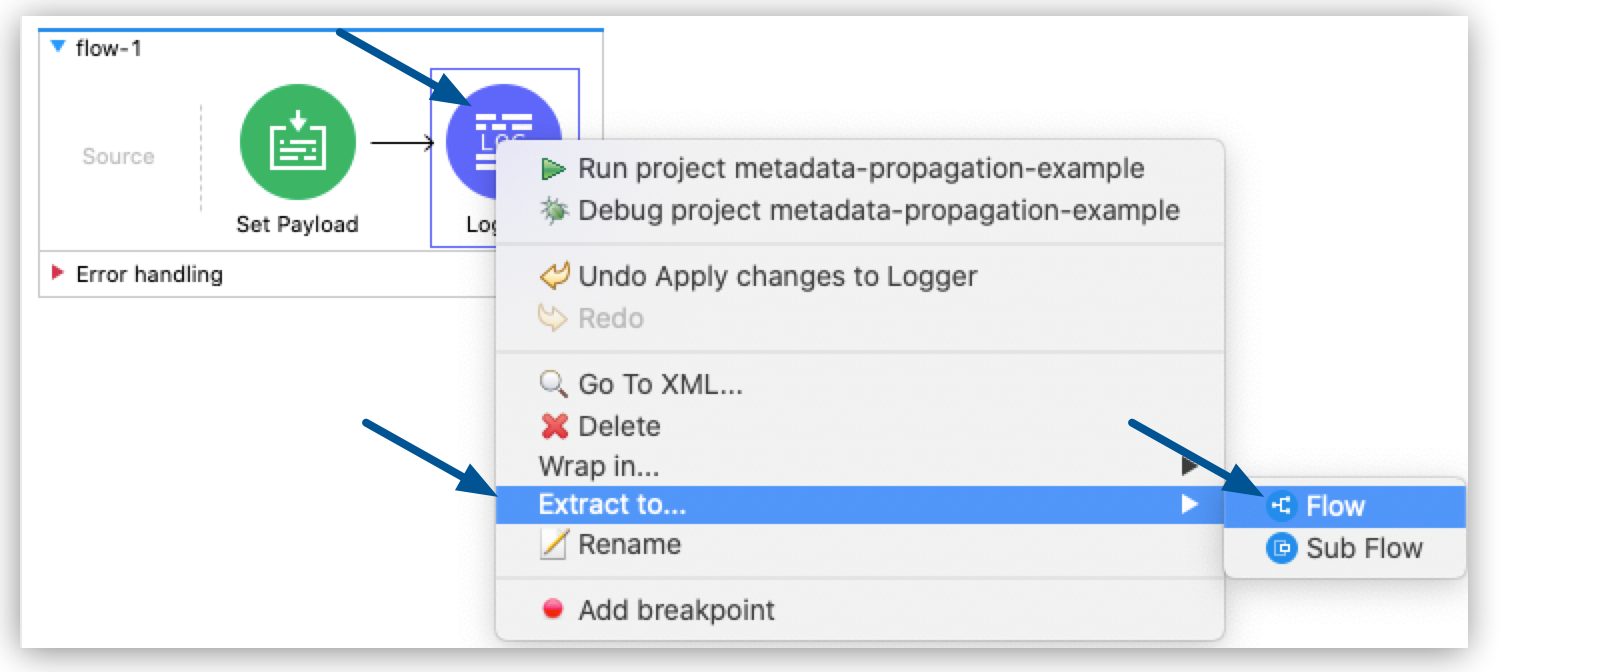 flow-1
Source
LOG
Set Payload
Error handling
Run project metadata-propagation-example
Debug project metadata-propagation-example
Undo Apply changes to Logger
Redo
Go To XML...
Delete
Wrap in...
Extract to...
Flow
Sub Flow
Rename
Add breakpoint